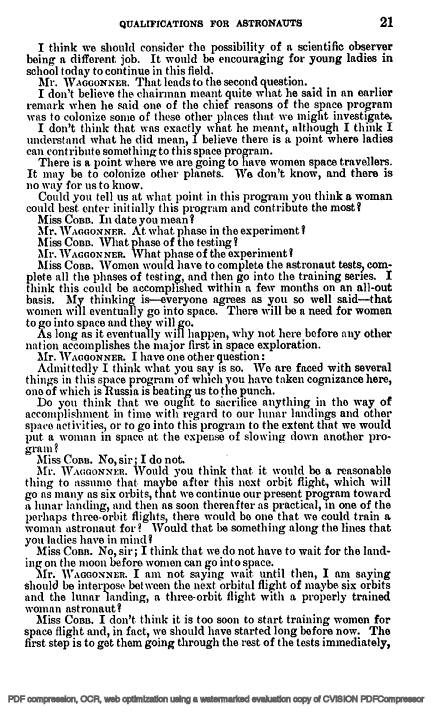 QUALIFICATIONS FOR ASTRONAUTS 21
I think we should consider the possibility of a scientific observer
being a different job. It would be encouraging for young ladies in
school today to continue in this field.
Mr. WAGGONNER. That leads to the second question.
I don't believe the chairman meant quite what he said in an earlier
remark when he said one of the chief reasons of the space program
was to colonize some of these other places that we might investigate.
I don't think that was exactly what he meant, although I think I
understand what he did mean, I believe there is a point where ladies
can contribute something to this space program.
There is a point where we are going to have women space travellers.
It may be to colonize other planets. We don't know, and there is
no way for us to know.
Could you tell us at what point in this program you think a woman
could best enter initially this program and contribute the most?
Miss COBB. In date you mean?
Mr. WAGGONNER. At what phase in the experiment?
Miss COBB. What phase of the testing?
Mr. WAGGONNER. What phase of the experiment?
Miss COBB. Women would have to complete the astronaut tests, com-
plete all the phases of testing, and then go into the training series. I
think this could be accomplished within a few months on an all-out
basis. My thinking is—everyone agrees as you so well said—that
women will eventually go into space. There will be a need for women
to go into space and they will go.
As long as it eventually will happen, why not here before any other
nation accomplishes the major first in space exploration.
Mr. WAGGONNER. I have one other question:
Admittedly I think what you say is so. We are faced with several
things in this space program of which you have taken cognizance here,
one of which is Russia is beating us to the punch.
Do you think that we ought to sacrifice anything in the way of
accomplishment in time with regard to our lunar landings and other
space activities, or to go into this program to the extent that we would
put a woman in space at the expense of slowing down another pro-
gram?
Miss COBB. No, sir; I do not.
Mr. WAGGONNER. Would you think that it would be a reasonable
thing to assume that maybe after this next orbit flight, which will
go as many as six orbits, that we continue our present program toward
a lunar landing, and then as soon thereafter as practical, in one of the
perhaps three-orbit flights, there would be one that we could train a
woman astronaut for? Would that be something along the lines that
you ladies have in mind?
Miss COBB. No, sir; I think that we do not have to wait for the land-
ing on the moon before women can go into space.
Mr. WAGGONNER. I am not saying wait until then, I am saying
should be interpose between the next orbital flight of maybe six orbits
and the lunar landing, a three-orbit flight with a properly trained
woman astronaut?
Miss COBB. I don't think it is too soon to start training women for
space flight and, in fact, we should have started long before now. The
first step is to get them going through the rest of the tests immediately,
PDF compression, OCR, web optimization using a watermarked evaluation copy of CVISION PDFCompressor